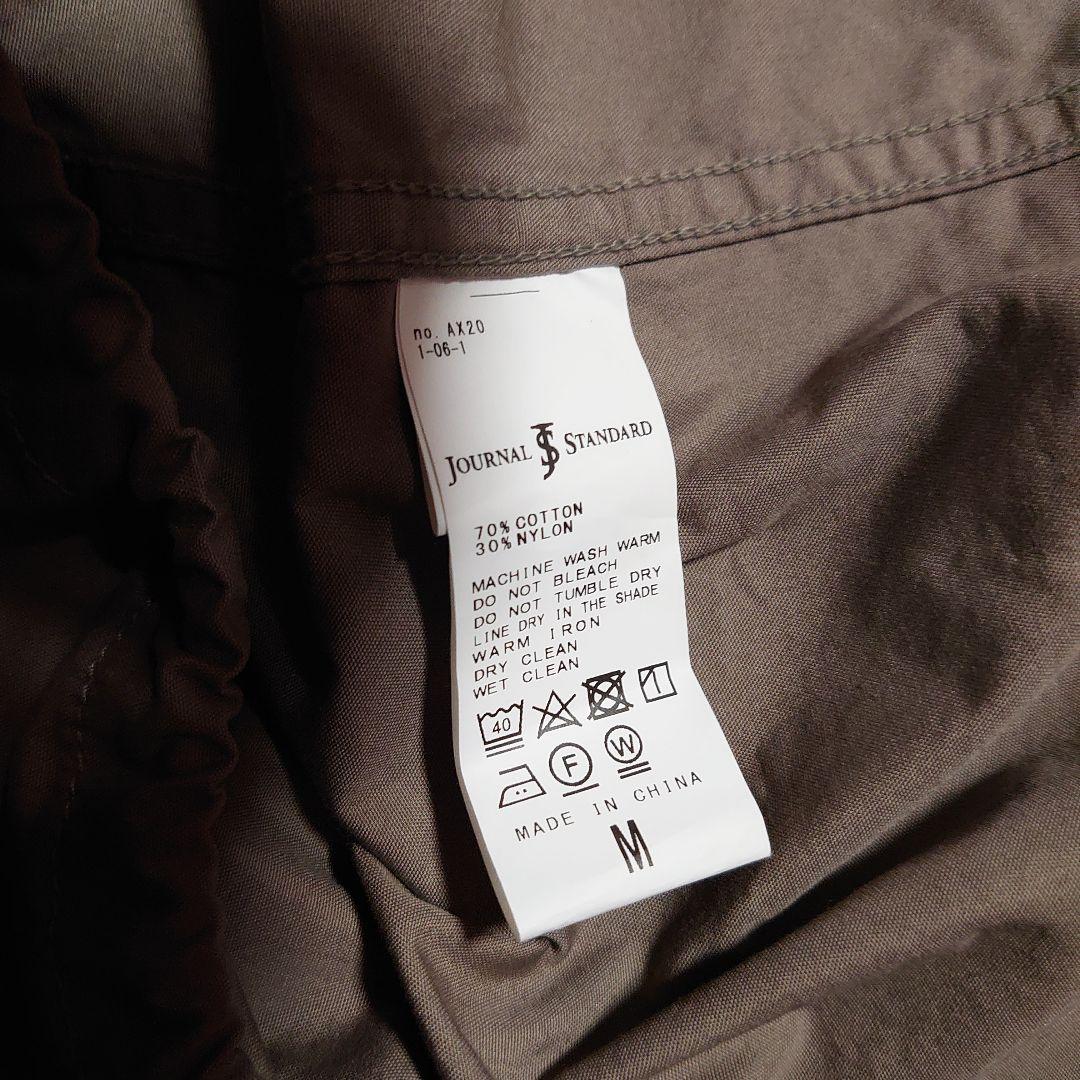 no. AX20
1-06-1
JOURNAL JS STANDARD
70% COTTON
30% NYLON
MACHINE WASH WARM
DO NOT BLEACH
DO NOT TUMBLE DRY
LINE DRY IN THE SHADE
WARM IRON
DRY CLEAN
WET CLEAN
40
F W
MADE IN CHINA
M